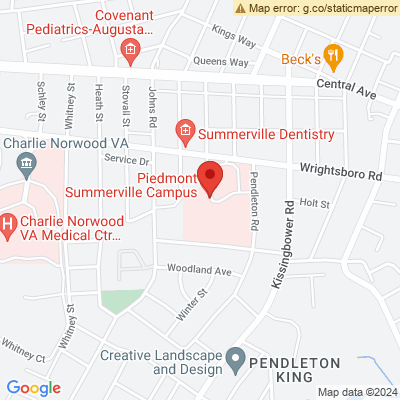 Map error: g.co/staticmaperror
Covenant
Pediatrics-Augusta...
Kings Way
Queens Way
Beck's
Central Ave
Schley St
Whitney St
Heath St
Stovall St
Johns Rd
Summerville Dentistry
Charlie Norwood VA
Service Dr
Wrightsboro Rd
Piedmont
Summerville Campus
Pendleton Rd
Holt St
H
Charlie Norwood
VA Medical Ctr...
Kissingbower Rd
Woodland Ave
Winter St
Whitney St
Whitney Ct
Creative Landscape
and Design
PENDLETON
KING
Google
Map data ©2024